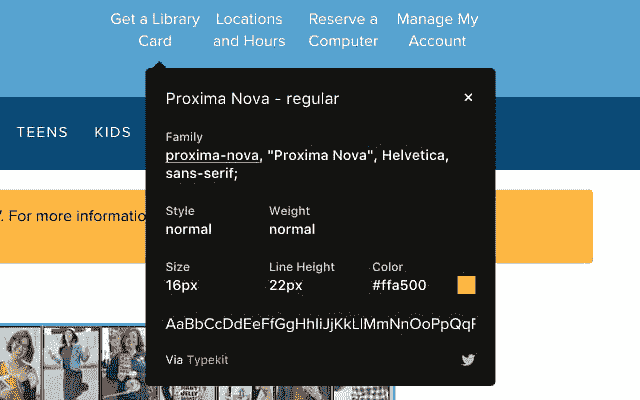 Get a Library
Card
Locations
and Hours
Reserve a
Computer
Manage My
Account
TEENS
KIDS
. For more informatio
Proxima Nova - regular
Family
proxima-nova, "Proxima Nova", Helvetica,
sans-serif;
Style
Weight
normal
normal
Size
Line Height
Color
16px
22px
#ffa500
AaBbCcDdEeFfGgHhIiJjKkLlMmNnOoPpQqR
Via Typekit